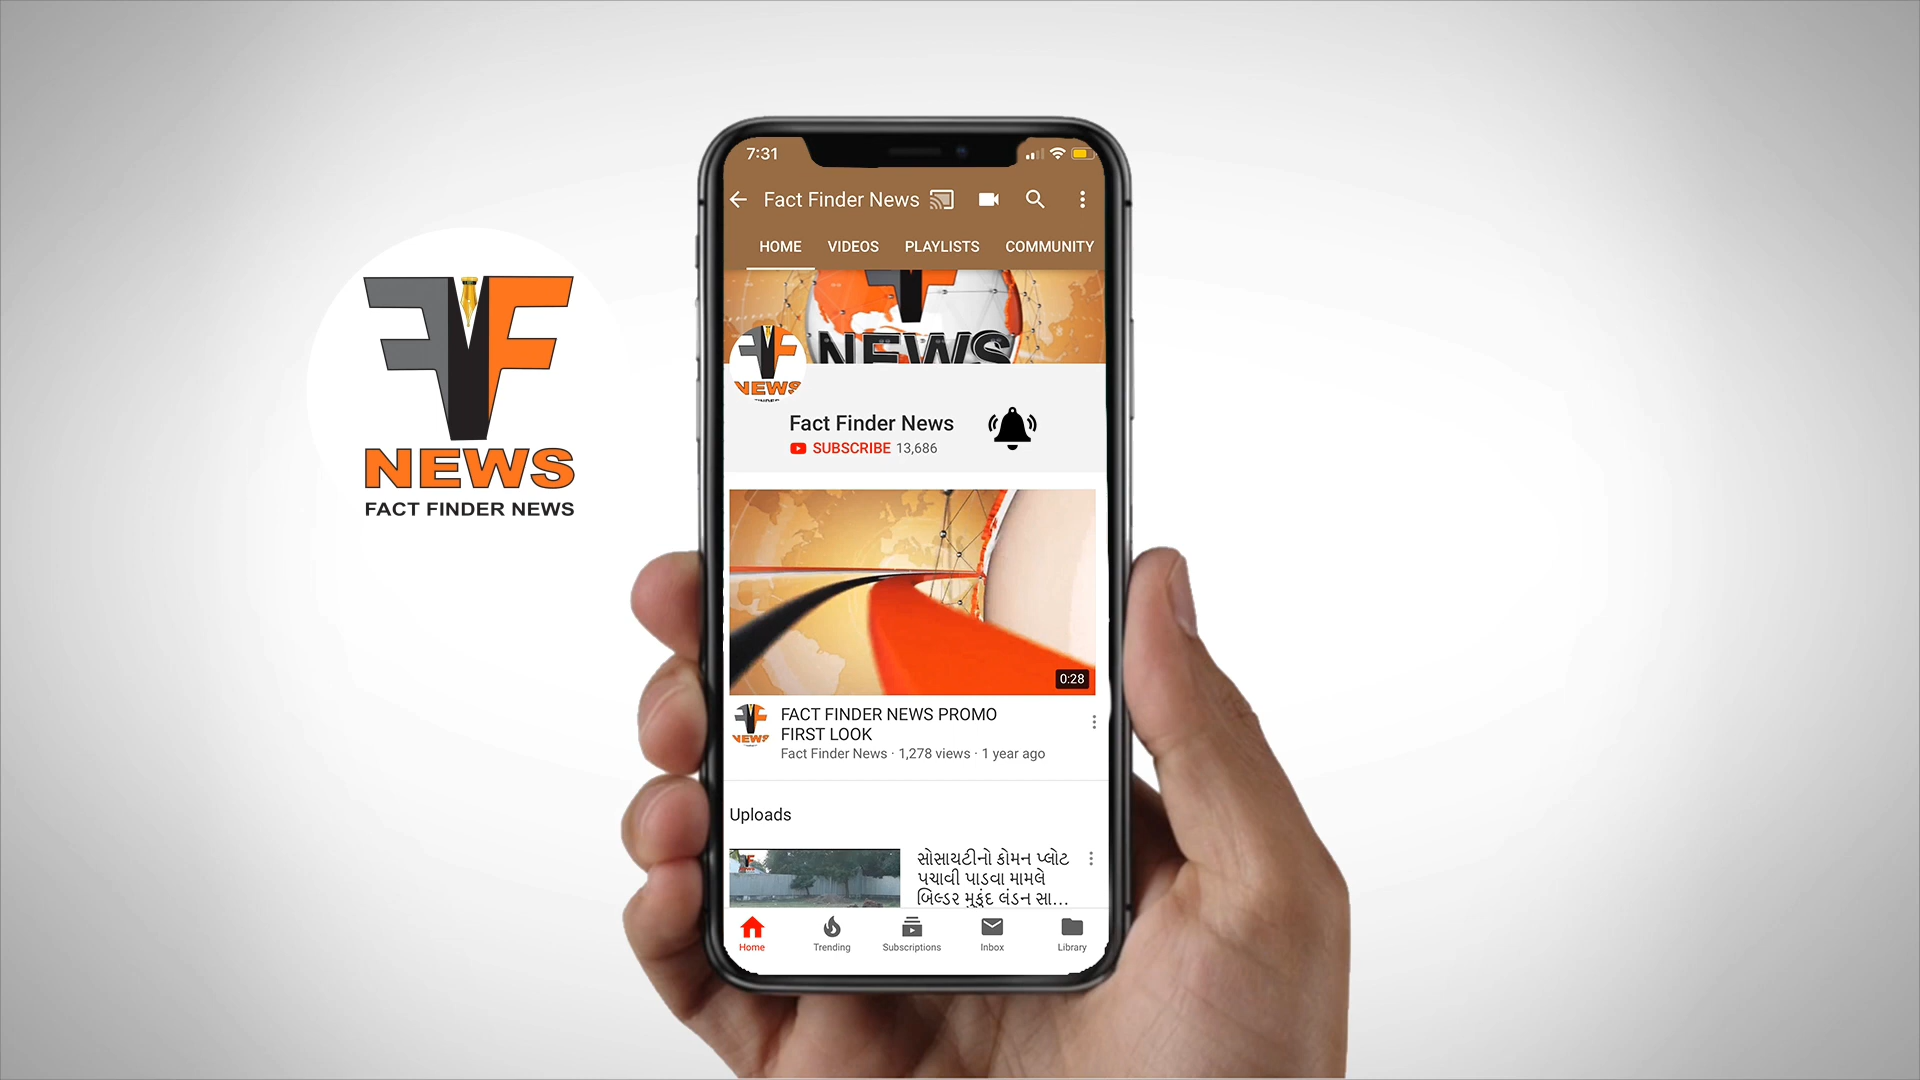 NEWS
FACT FINDER NEWS
7:31
Fact Finder News
HOME VIDEOS PLAYLISTS COMMUNITY
NEWS
NEWS
Fact Finder News
SUBSCRIBE 13,686
0:28
FACT FINDER NEWS PROMO
FIRST LOOK
NEWS
Fact Finder News · 1,278 views · 1 year ago
Uploads
સોસાયટીનો કોમન પ્લોટ
પચાવી પાડવા મામલે
બિલ્ડર મુકુંદ લંડન સા...
Home Trending Subscriptions Inbox Library